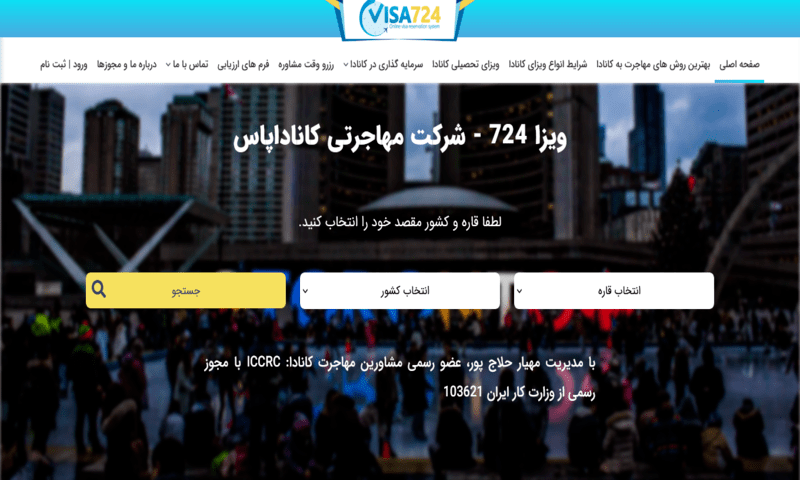 VISA724
Online visa reservation system
صفحه اصلی
بهترین روش های مهاجرت به کانادا
شرایط انواع ویزای کانادا
ویزای تحصیلی کانادا
سرمایه گذاری در کانادا
رزرو وقت مشاوره
فرم های ارزیابی
تماس با ما
درباره ما و مجوزها
ورود | ثبت نام
ویزا 724 - شرکت مهاجرتی کاناداپاس
لطفا قاره و کشور مقصد خود را انتخاب کنید.
انتخاب قاره
انتخاب کشور
جستجو
با مدیریت مهیار حلاج پور، عضو رسمی مشاورین مهاجرت کانادا: ICCRC با مجوز
رسمی از وزارت کار ایران 103621